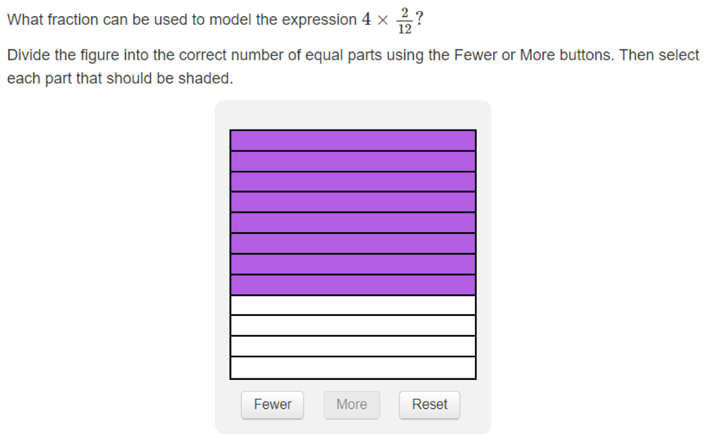 What fraction can be used to model the expression 4 × 2/12?
Divide the figure into the correct number of equal parts using the Fewer or More buttons. Then select
each part that should be shaded.
Fewer More Reset